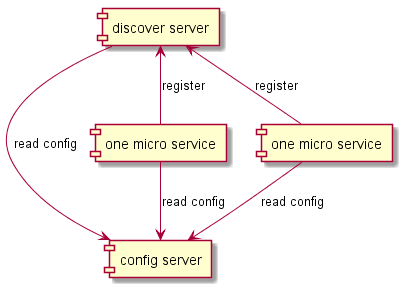 discover server
register
register
one micro service
one micro service
read config
read config
read config
config server